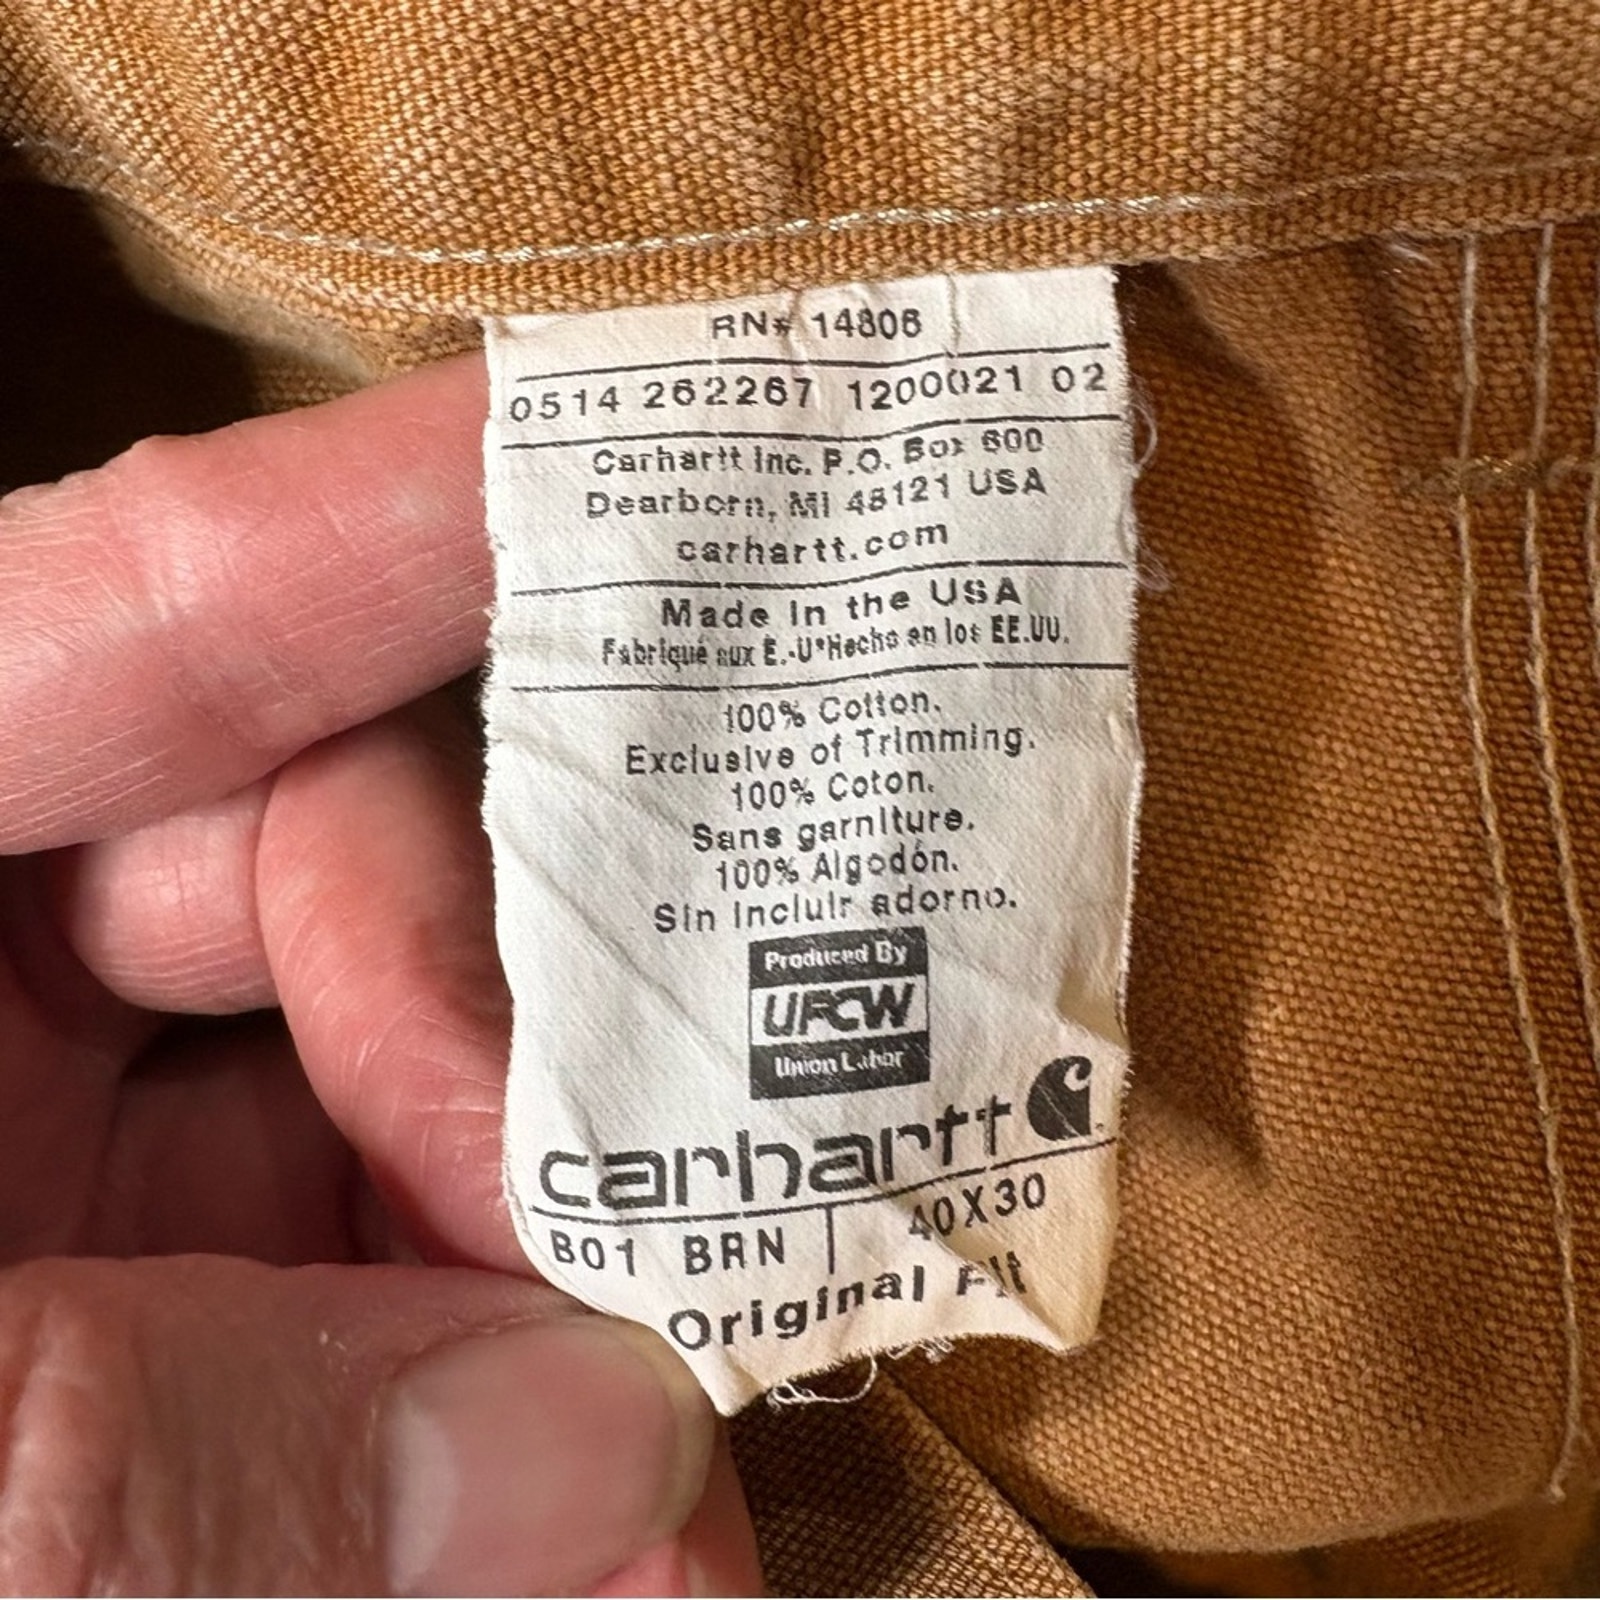 RN# 14806
0514 262267 1200021 02
Carhartt Inc. P.O. Box 600
Dearborn, MI 48121 USA
carhartt.com
Made In the USA
Fabriqué aux É.-U*Hecho en los EE.UU.
100% Cotton.
Exclusive of Trimming.
100% Coton.
Sans garniture.
100% Algodón.
Sin incluir adorno.
Produced By
UFCW
Union Labor
carhartt
B01 BRN | 40X30
Original Fit